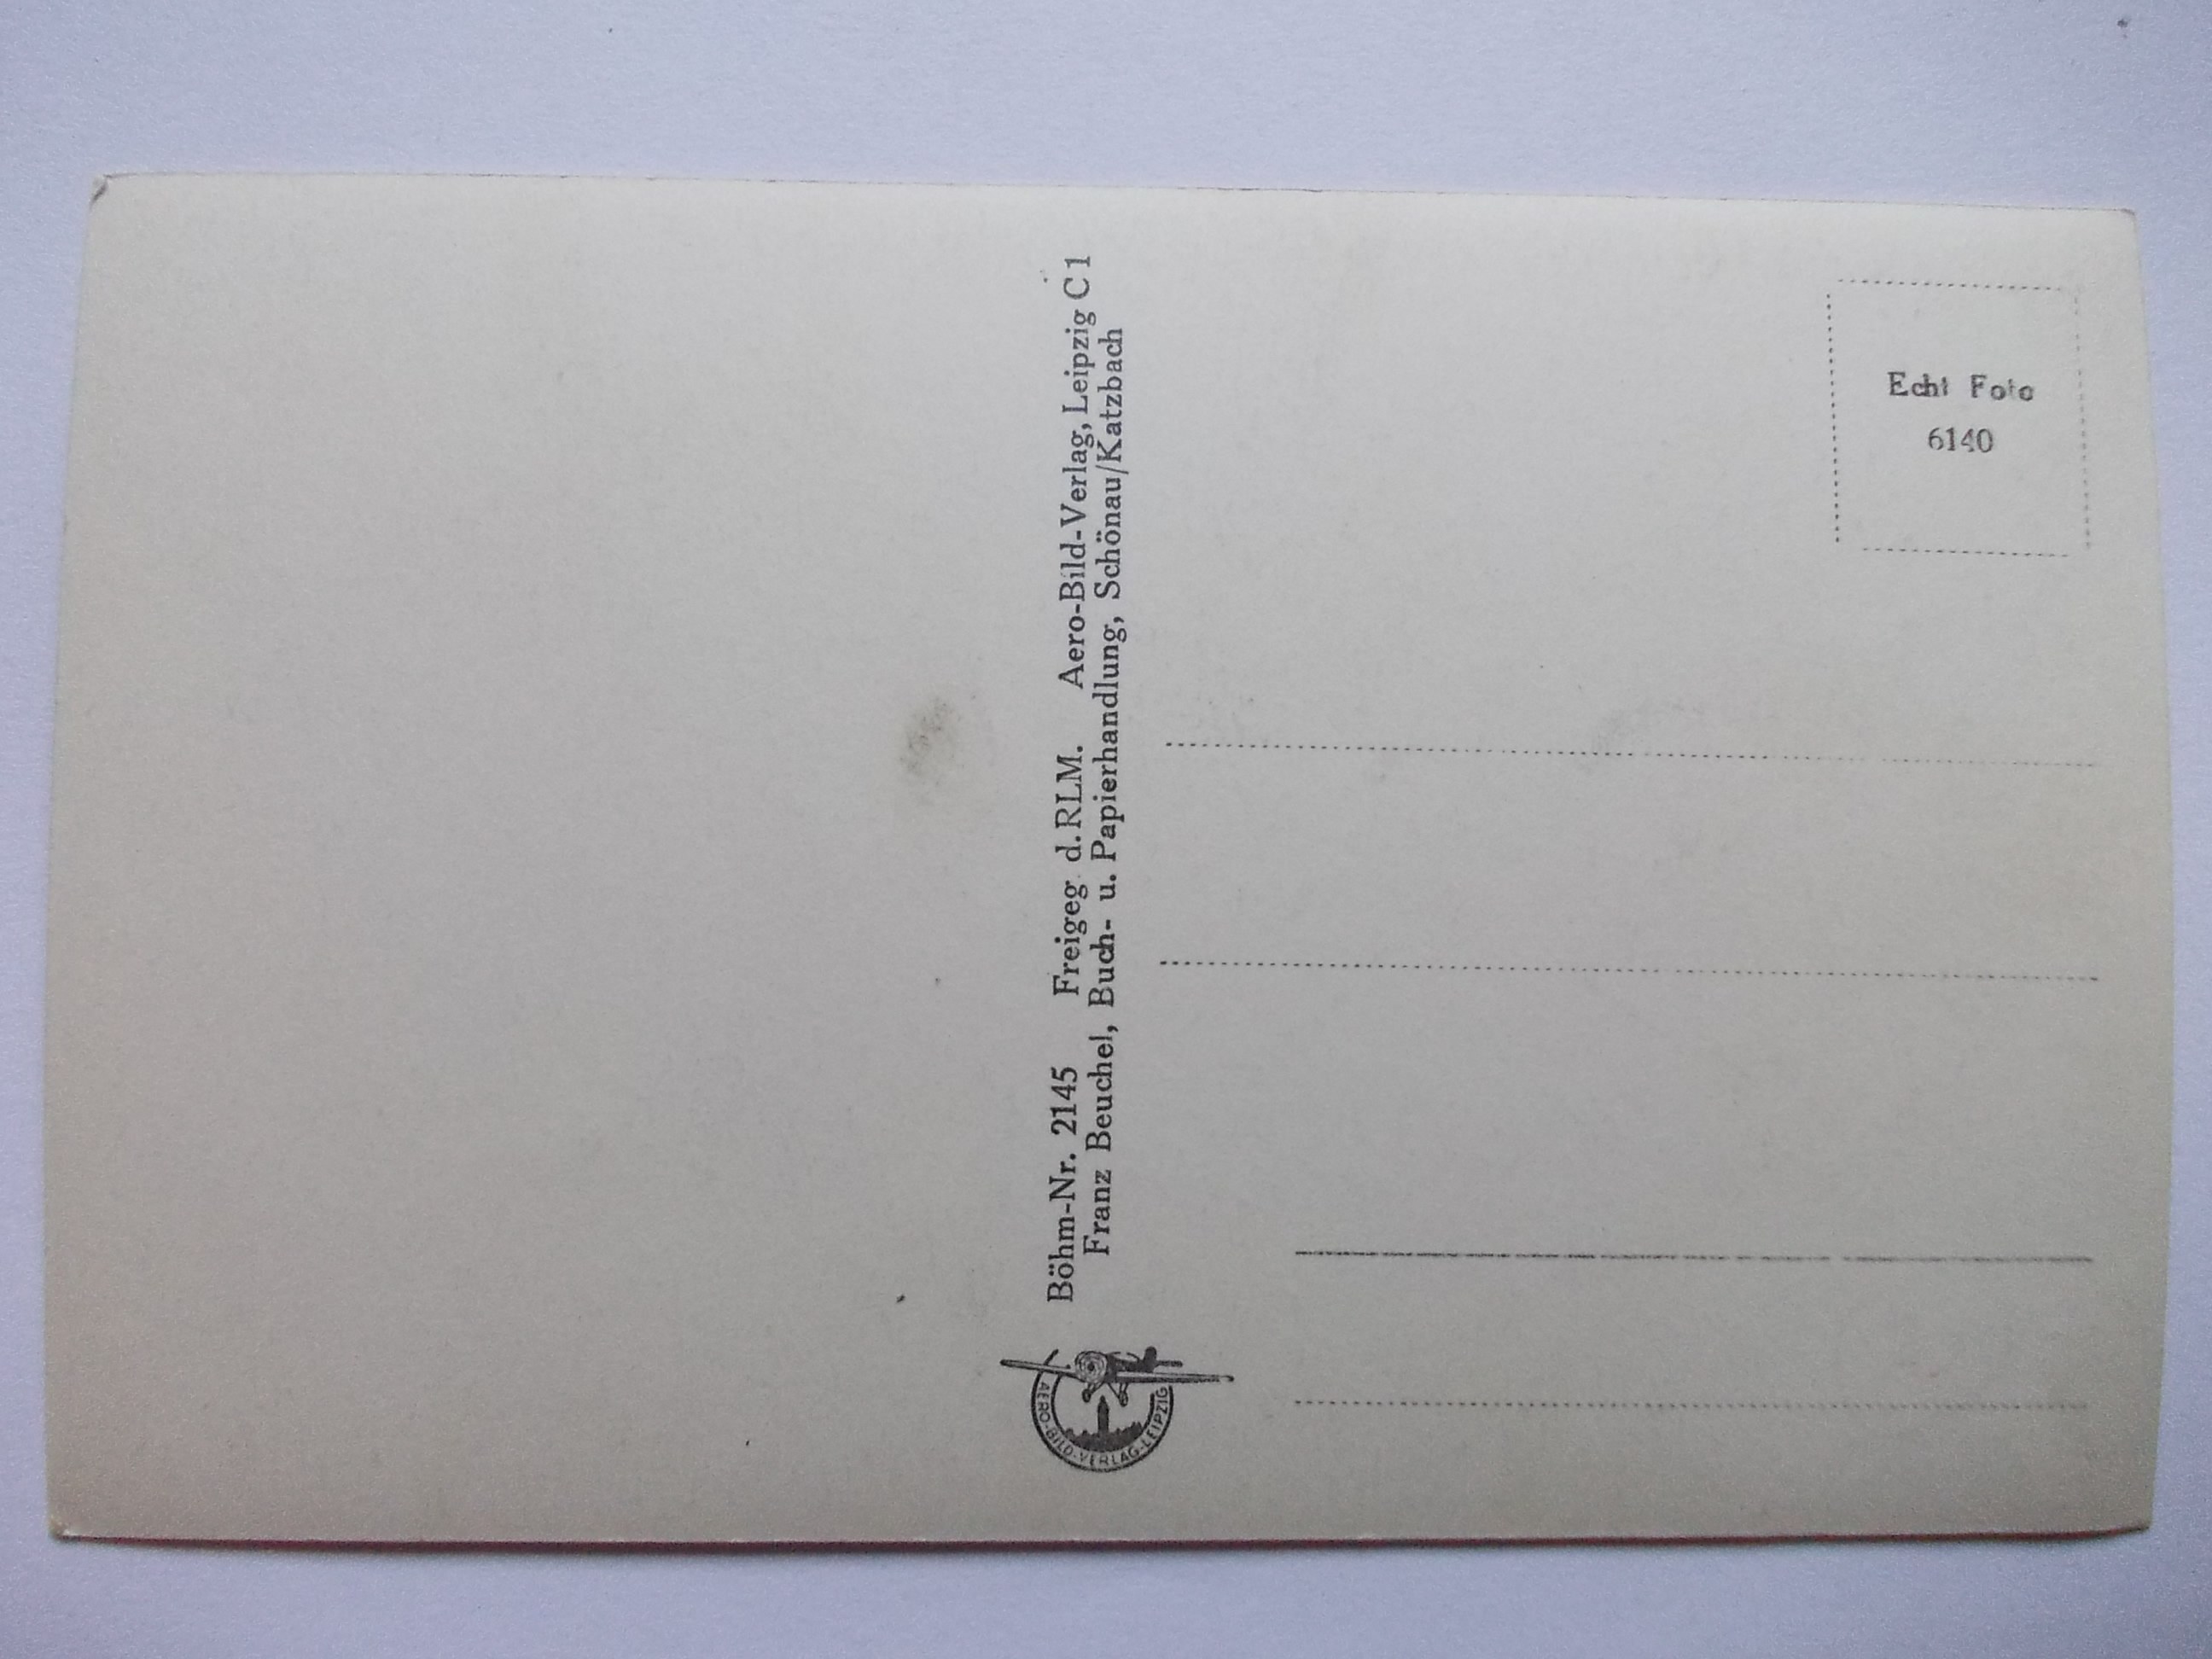 Böhm-Nr. 2145 Freigeg. d. RLM. Aero-Bild-Verlag, Leipzig C 1
Franz Beuchel, Buch- u. Papierhandlung, Schönau/Katzbach
Echt Foto
6140
AERO-BILD-VERLAG-LEIPZIG